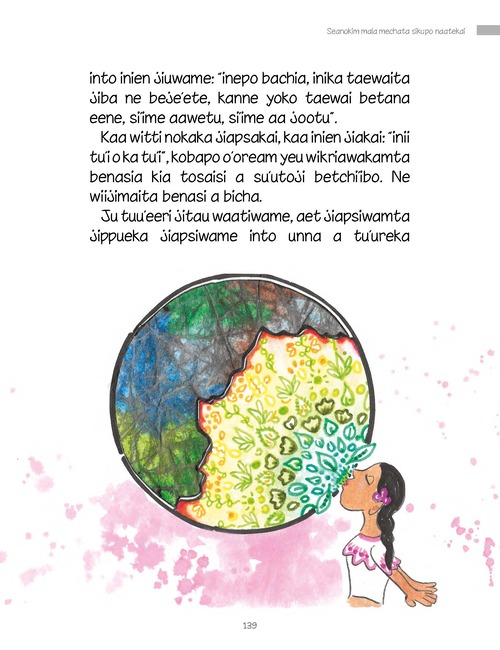 Seanokim mala mechata sikupo naatekai
into inien jiuwame: “inepo bachia, inika taewaita
jiba ne beje’ete, kanne yoko taewai betana
eene, si’ime aawetu, si’ime aa jootu”.
Kaa witti nokaka jiapsakai, kaa inien jiakai: “inii
tu’i o ka tu’i”, kobapo o’oream yeu wikriawakamta
benasia kia tosaisi a su’utoji betchi’ibo. Ne
wiijimaita benasi a bicha.
Ju tuu’eeri jitau waatiwame, aet jiapsiwamta
jippueka jiapsiwame into unna a tu’ureka
139